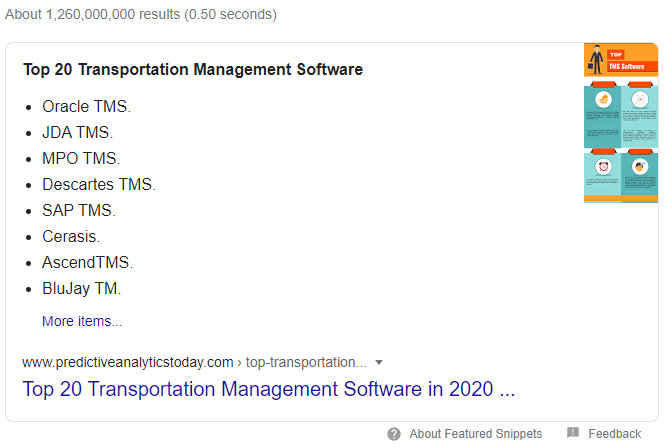 About 1,260,000,000 results (0.50 seconds)
Top 20 Transportation Management Software
TOP
TMS Software
• Oracle TMS.
• JDA TMS.
• MPO TMS.
• Descartes TMS.
• SAP TMS.
• Cerasis.
• AscendTMS.
• BluJay TM.
More items...
www.predictiveanalyticstoday.com › top-transportation...
Top 20 Transportation Management Software in 2020 ...
About Featured Snippets
Feedback